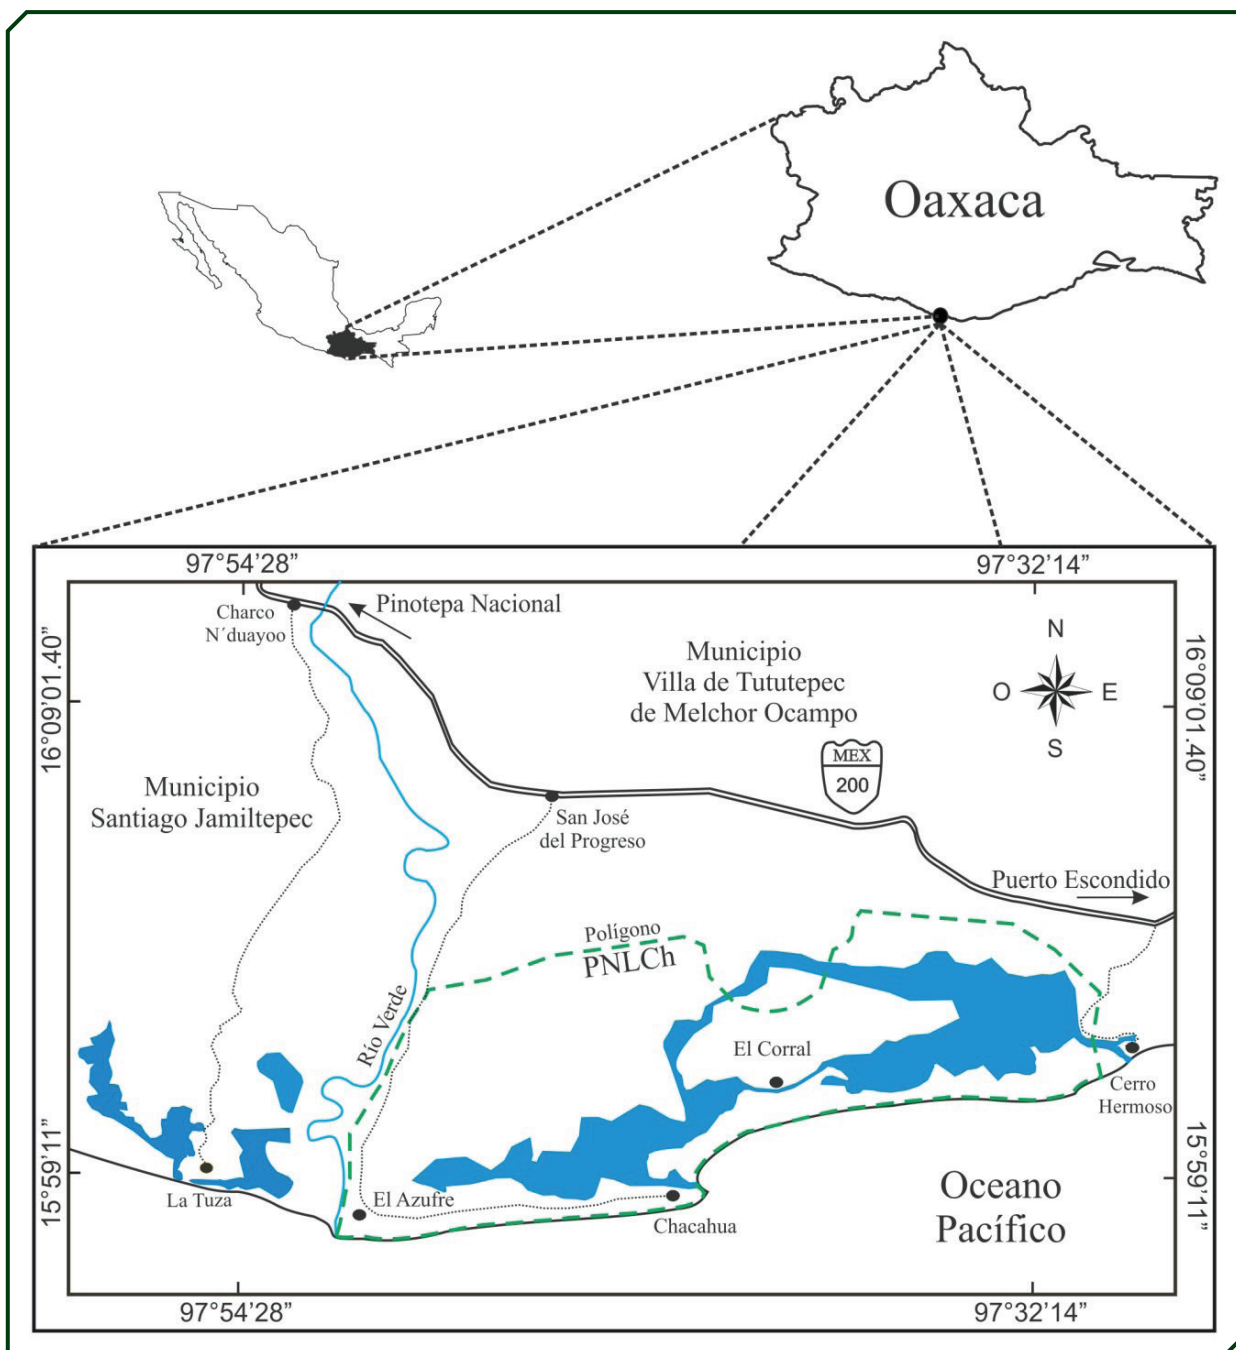 Oaxaca
97°54’28”
97°32’14”
Pinotepa Nacional
Charco
N´duayoo
N
O
E
S
Municipio
Villa de Tututepec
de Melchor Ocampo
16°09’01.40”
16°09’01.40”
MEX
200
Municipio
Santiago Jamiltepec
San José
del Progreso
Puerto Escondido
Polígono
PNLCh
Río Verde
El Corral
Cerro
Hermoso
15°59’11”
15°59’11”
La Tuza
El Azufre
Chacahua
Oceano
Pacífico
97°54’28”
97°32’14”